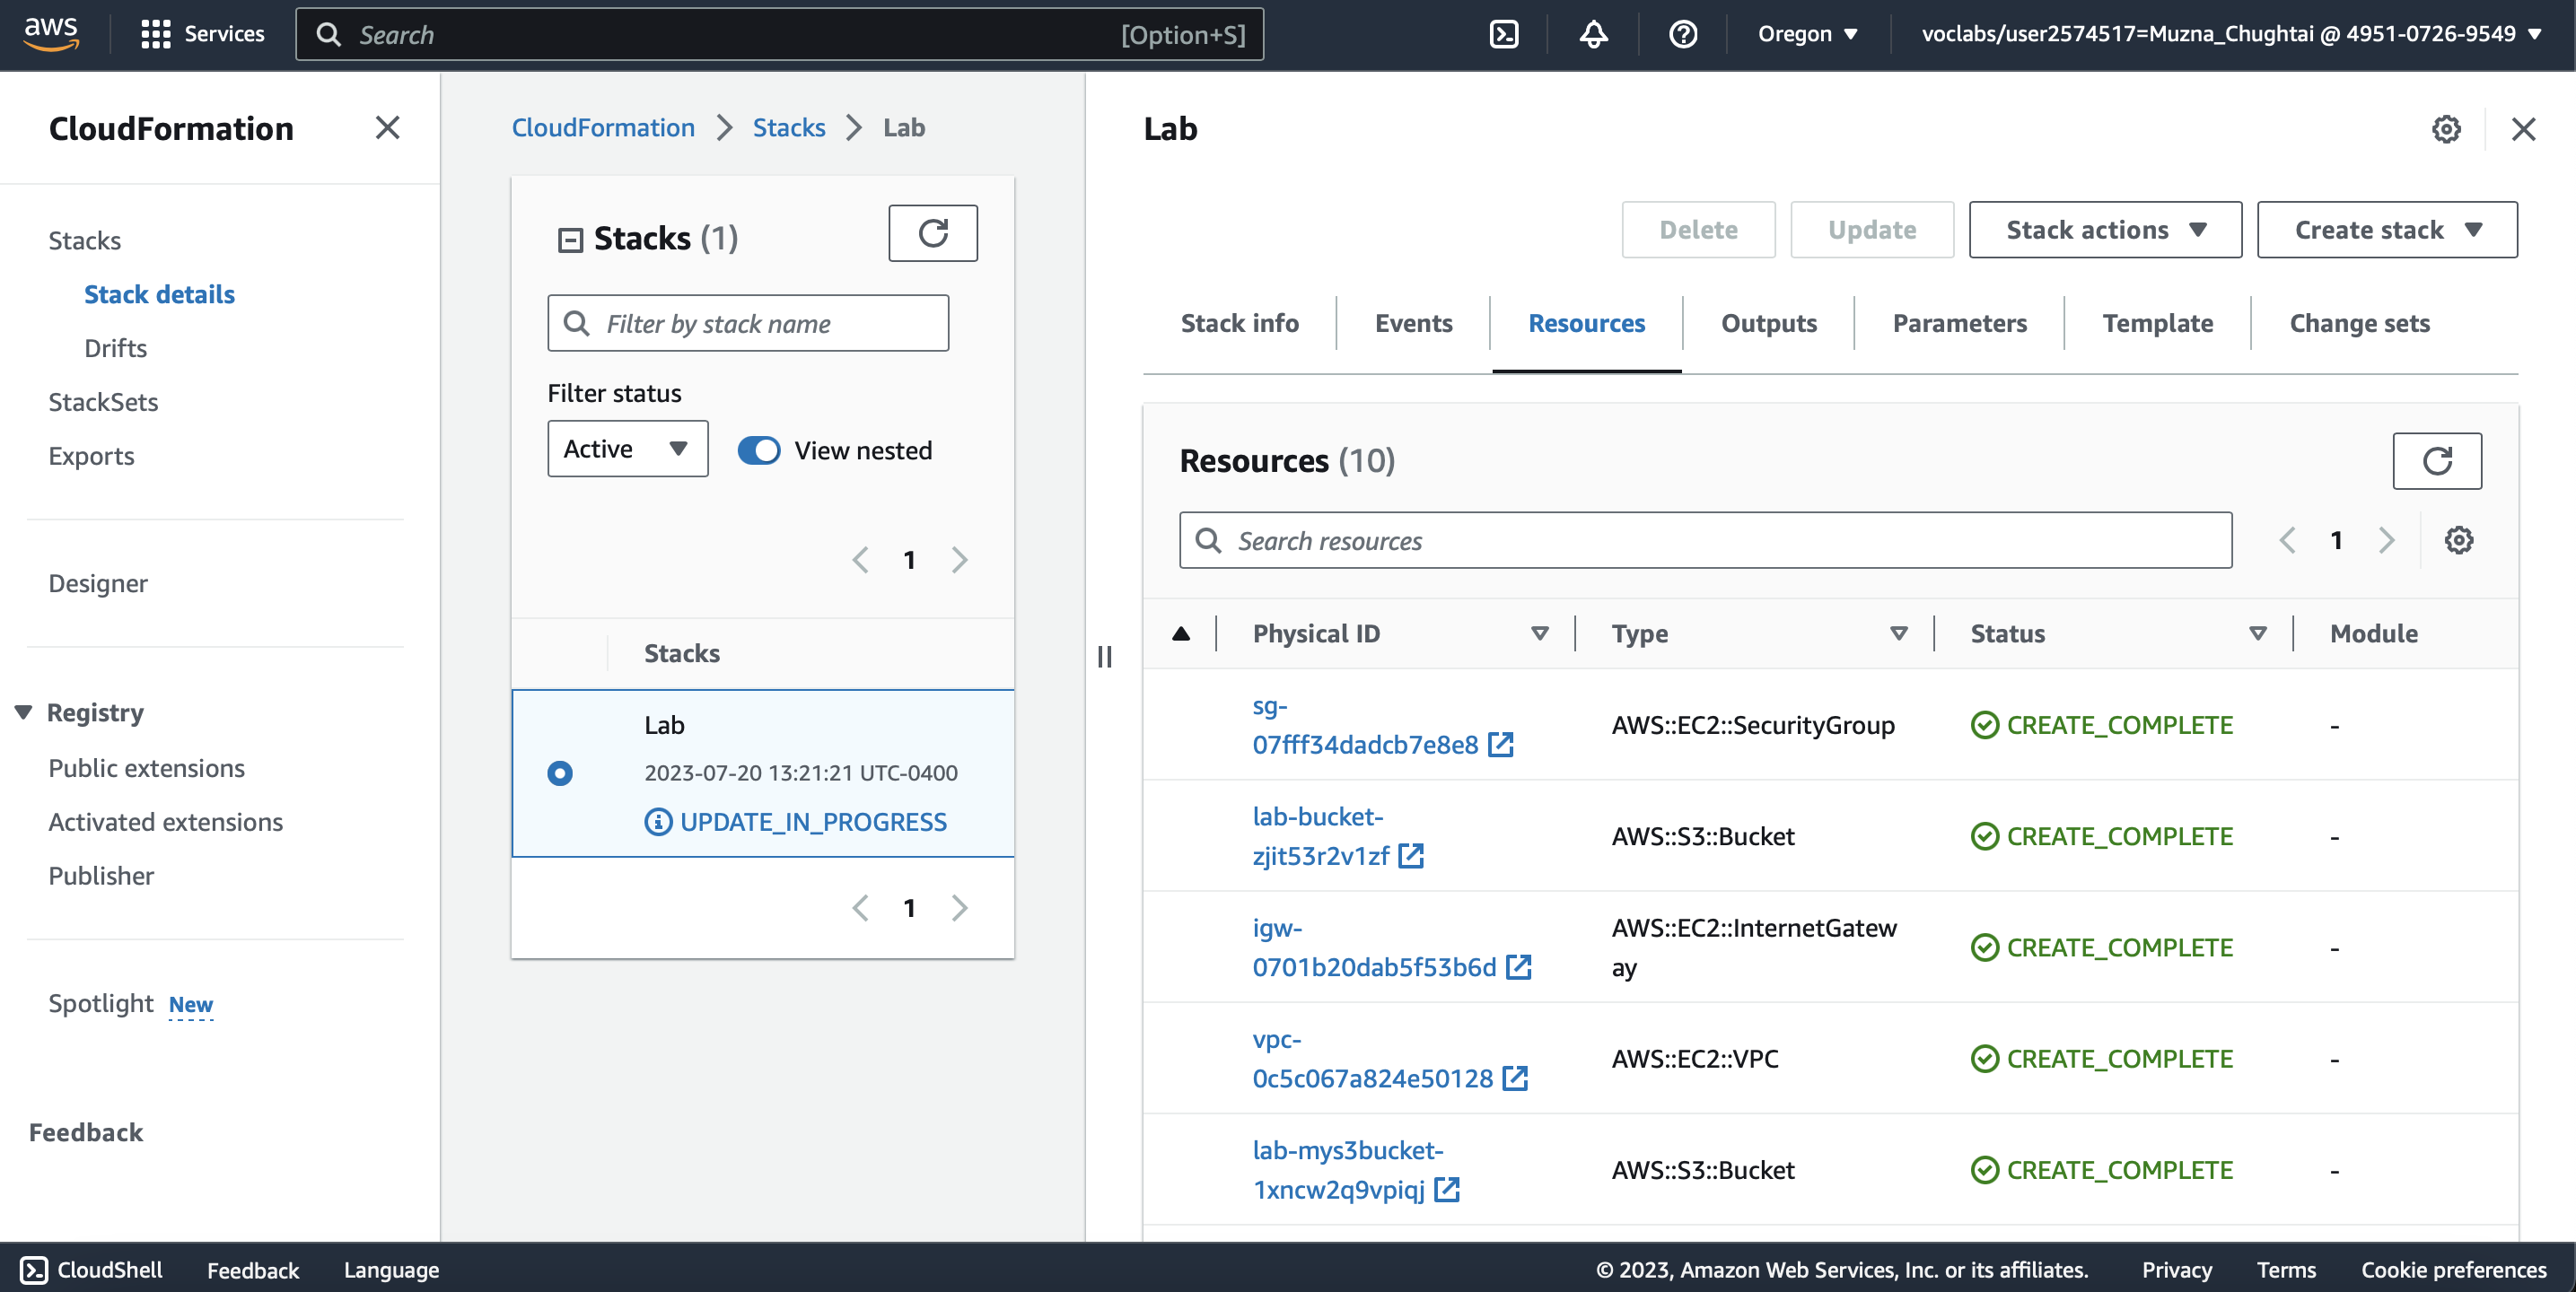 aws
Services
Search
[Option+S]
Oregon
voclabs/user2574517=Muzna_Chughtai @ 4951-0726-9549
CloudFormation
Stacks
Stack details
Drifts
StackSets
Exports
Designer
Registry
Public extensions
Activated extensions
Publisher
Spotlight New
Feedback
CloudFormation Stacks Lab
Stacks (1)
Filter by stack name
Filter status
Active
View nested
1
Stacks
Lab
2023-07-20 13:21:21 UTC-0400
UPDATE_IN_PROGRESS
1
Lab
Delete
Update
Stack actions
Create stack
Stack info
Events
Resources
Outputs
Parameters
Template
Change sets
Resources (10)
Search resources
1
Physical ID
Type
Status
Module
sg-
07fff34dadcb7e8e8
AWS::EC2::SecurityGroup
CREATE_COMPLETE
-
lab-bucket-
zjit53r2v1zf
AWS::S3::Bucket
CREATE_COMPLETE
-
igw-
0701b20dab5f53b6d
AWS::EC2::InternetGatew
ay
CREATE_COMPLETE
-
vpc-
0c5c067a824e50128
AWS::EC2::VPC
CREATE_COMPLETE
-
lab-mys3bucket-
1xncw2q9vpiqj
AWS::S3::Bucket
CREATE_COMPLETE
-
CloudShell
Feedback
Language
© 2023, Amazon Web Services, Inc. or its affiliates.
Privacy
Terms
Cookie preferences